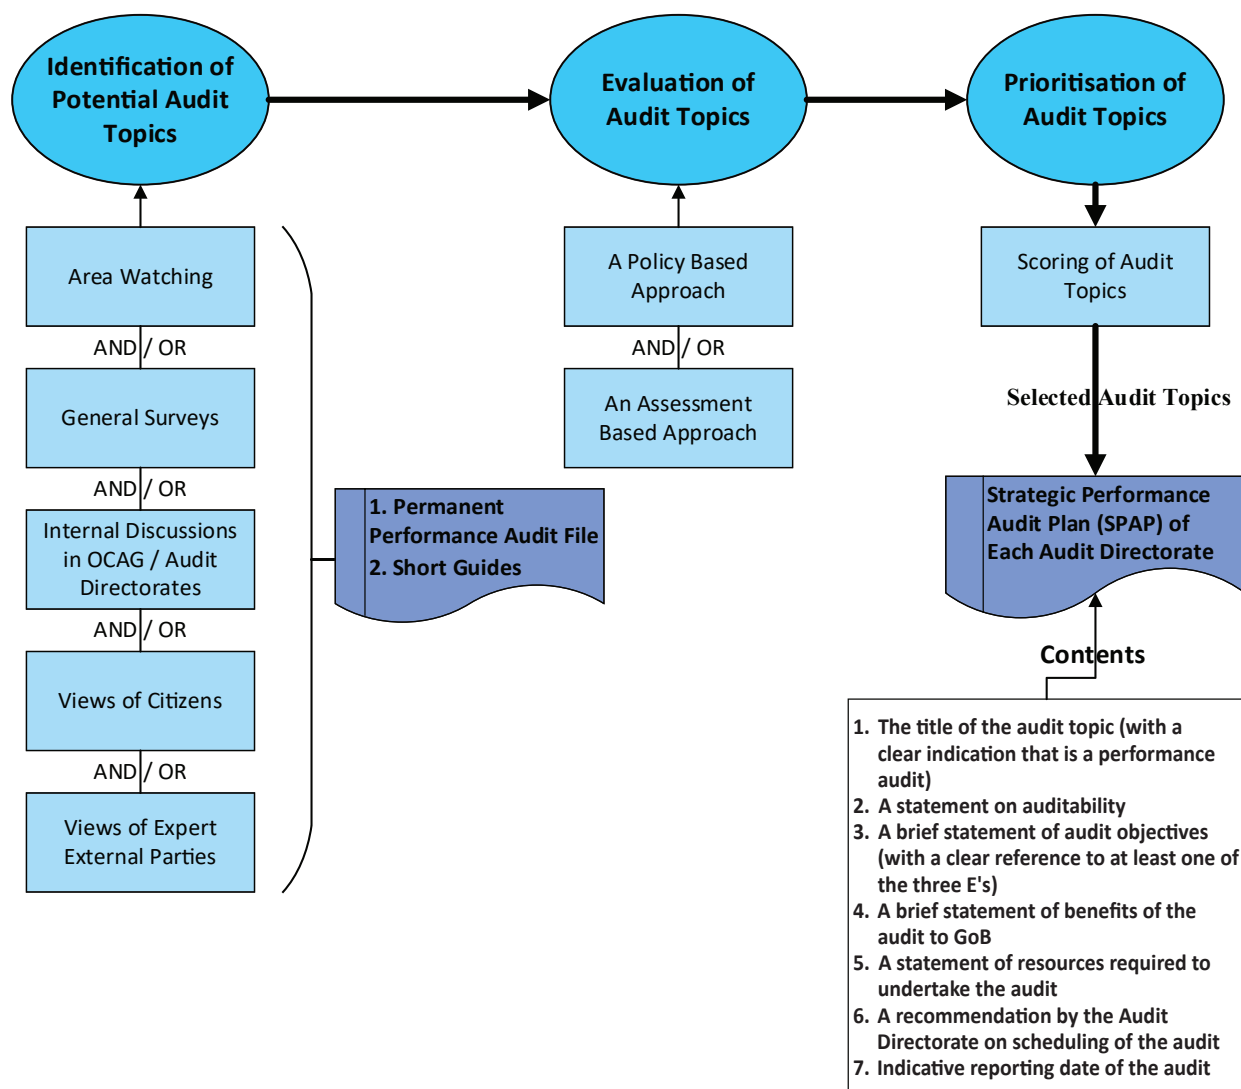 Identification of
Potential Audit
Topics
Evaluation of
Audit Topics
Prioritisation of
Audit Topics
Area Watching
AND / OR
General Surveys
AND / OR
Internal Discussions
in OCAG / Audit
Directorates
AND / OR
Views of Citizens
AND / OR
Views of Expert
External Parties
1. Permanent
Performance Audit File
2. Short Guides
A Policy Based
Approach
AND / OR
An Assessment
Based Approach
Scoring of Audit
Topics
Selected Audit Topics
Strategic Performance
Audit Plan (SPAP) of
Each Audit Directorate
Contents
1. The title of the audit topic (with a
clear indication that is a performance
audit)
2. A statement on auditability
3. A brief statement of audit objectives
(with a clear reference to at least one of
the three E's)
4. A brief statement of benefits of the
audit to GoB
5. A statement of resources required to
undertake the audit
6. A recommendation by the Audit
Directorate on scheduling of the audit
7. Indicative reporting date of the audit